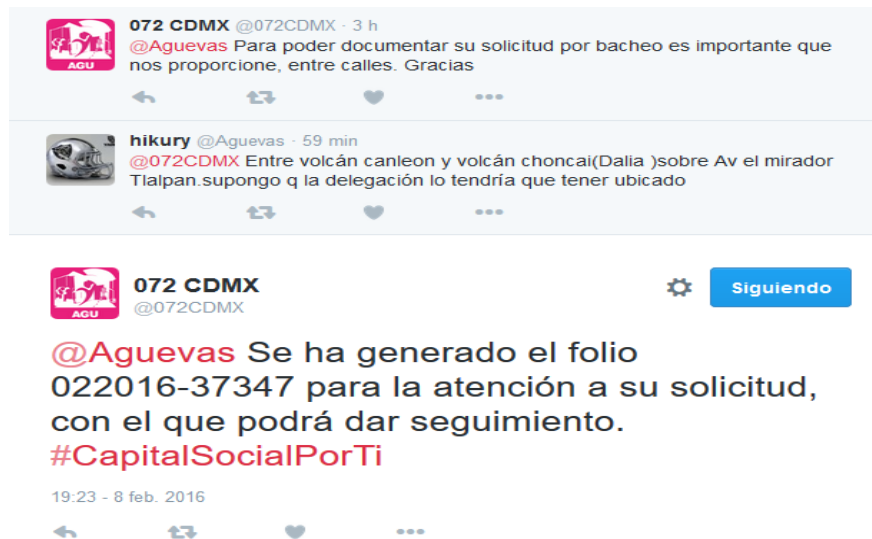 072 CDMX @072CDMX · 3 h
@Aguevas Para poder documentar su solicitud por bacheo es importante que
nos proporcione, entre calles. Gracias
AGU
hikury @Aguevas · 59 min
@072CDMX Entre volcán canleon y volcán choncai(Dalia )sobre Av el mirador
Tlalpan.supongo q la delegación lo tendría que tener ubicado
072 CDMX
@072CDMX
AGU
Siguiendo
@Aguevas Se ha generado el folio
022016-37347 para la atención a su solicitud,
con el que podrá dar seguimiento.
#CapitalSocialPorTi
19:23 - 8 feb. 2016